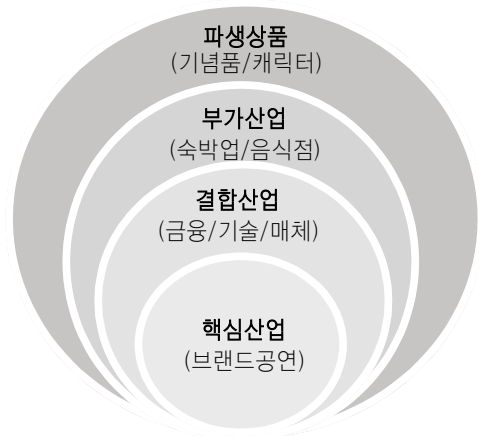 파생상품
(기념품/캐릭터)
부가산업
(숙박업/음식점)
결합산업
(금융/기술/매체)
핵심산업
(브랜드공연)